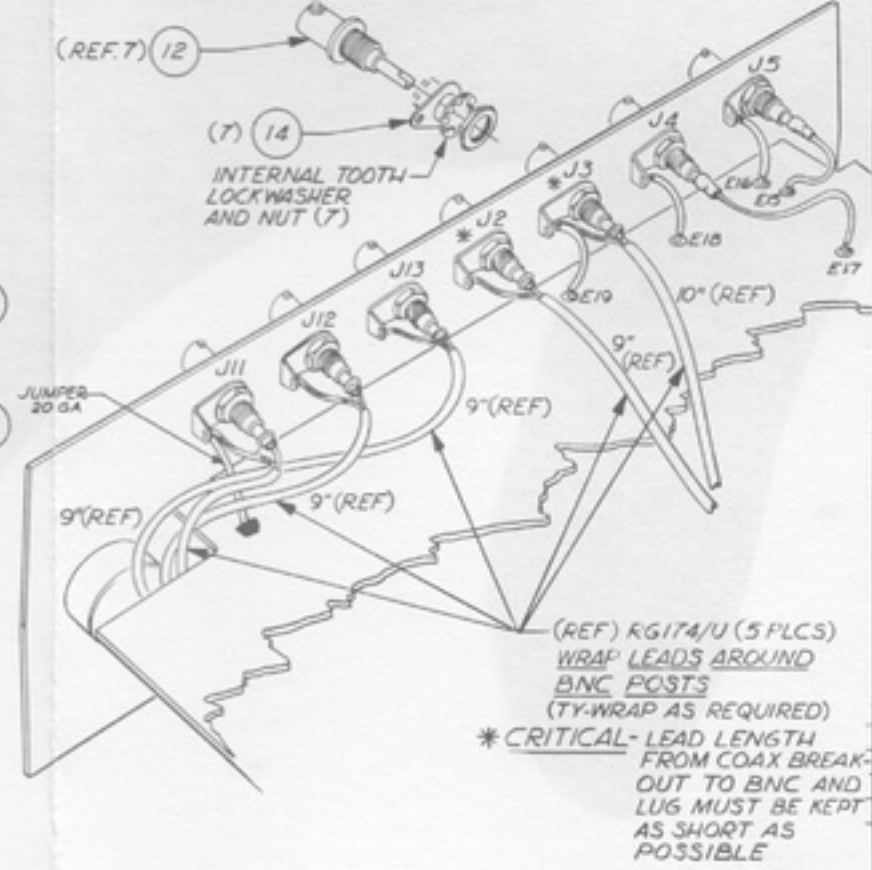 (REF. 7) 12
(7) 14
INTERNAL TOOTH
LOCKWASHER
AND NUT (7)
J5
J4
* J3
* J2
J13
J12
J11
E16
E5
E18
E17
E19
10" (REF)
9"
(REF)
JUMPER
20 GA
9"(REF)
9"(REF)
9"(REF)
(REF) RG174/U (5 PLCS)
WRAP LEADS AROUND
BNC POSTS
(TY-WRAP AS REQUIRED)
* CRITICAL- LEAD LENGTH
FROM COAX BREAK-
OUT TO BNC AND
LUG MUST BE KEPT
AS SHORT AS
POSSIBLE